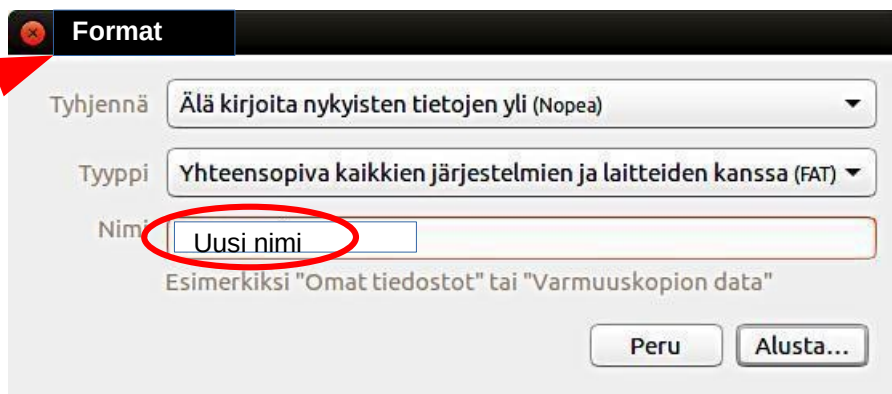 Format
Tyhjennä Älä kirjoita nykyisten tietojen yli (Nopea)
Tyyppi Yhteensopiva kaikkien järjestelmien ja laitteiden kanssa (FAT)
Nimi Uusi nimi
Esimerkiksi "Omat tiedostot" tai "Varmuuskopion data"
Peru Alusta...